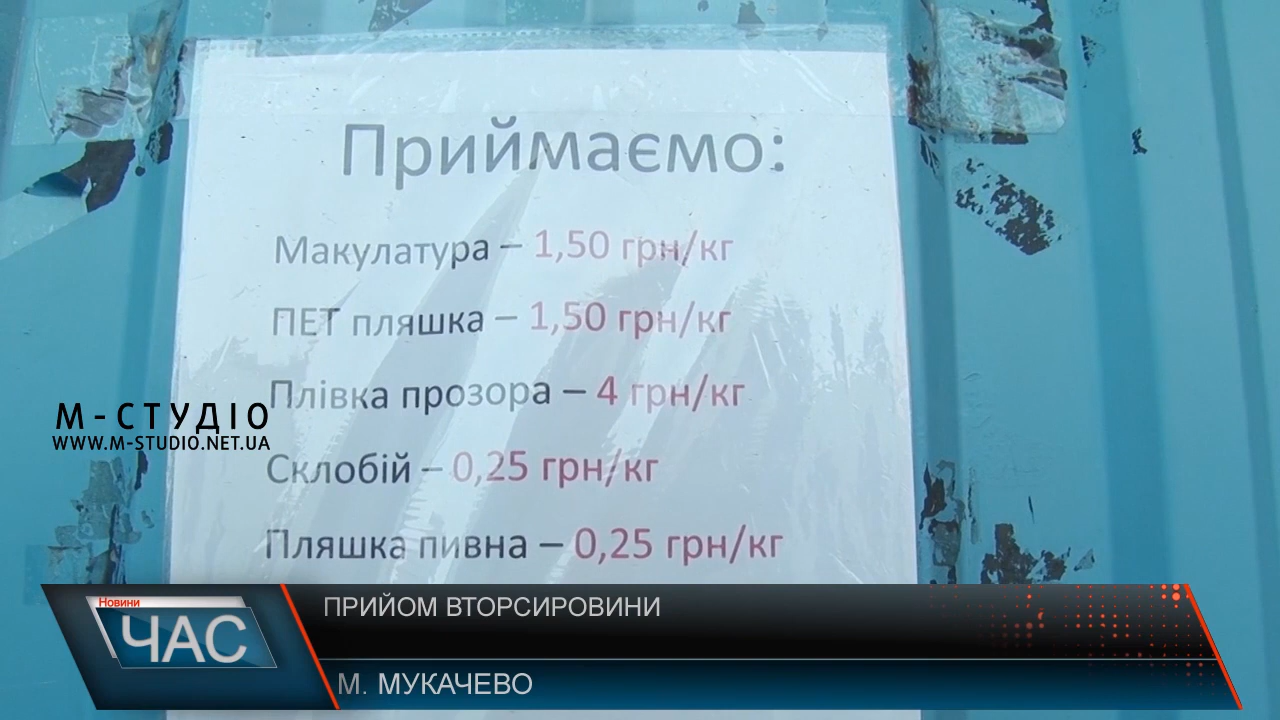 Приймаємо:
Макулатура – 1,50 грн/кг
ПЕТ пляшка – 1,50 грн/кг
Плівка прозора – 4 грн/кг
М-СТУДІО
WWW.M-STUDIO.NET.UA
Склобій – 0,25 грн/кг
Пляшка пивна – 0,25 грн/кг
Новини
ЧАС
ПРИЙОМ ВТОРСИРОВИНИ
М. МУКАЧЕВО